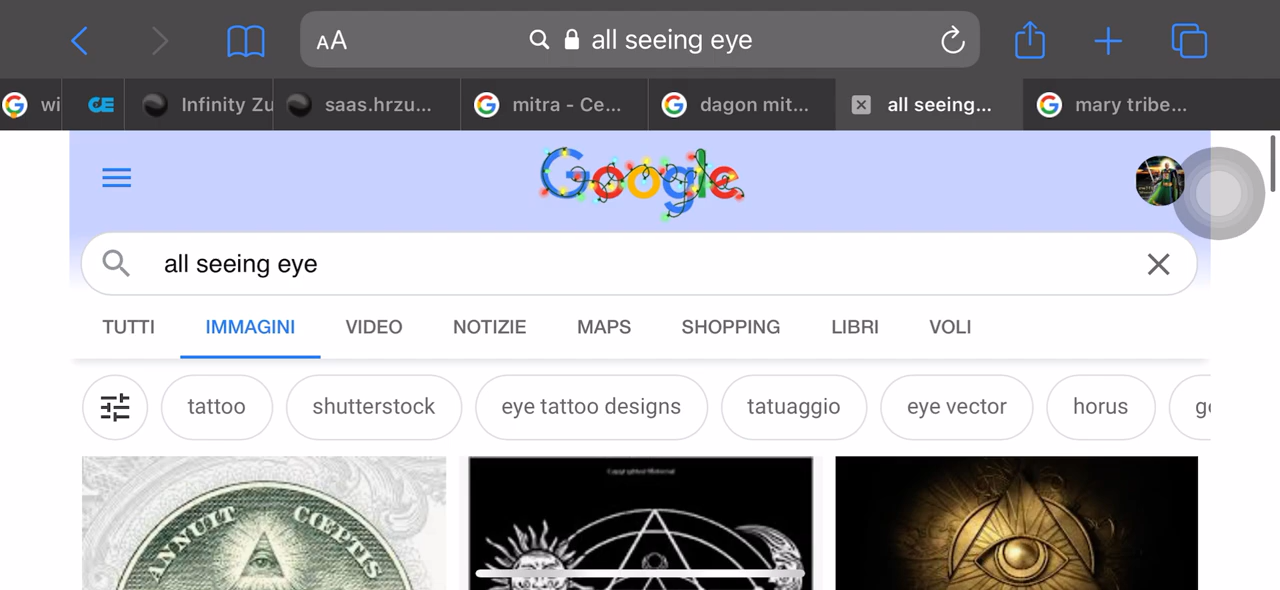 AA all seeing eye
wi CE Infinity Zu saas.hrzu... mitra - Ce... dagon mit... all seeing... mary tribe...
Google
all seeing eye
TUTTI IMMAGINI VIDEO NOTIZIE MAPS SHOPPING LIBRI VOLI
tattoo shutterstock eye tattoo designs tatuaggio eye vector horus
ANNUIT CŒPTIS
Copyrighted Material